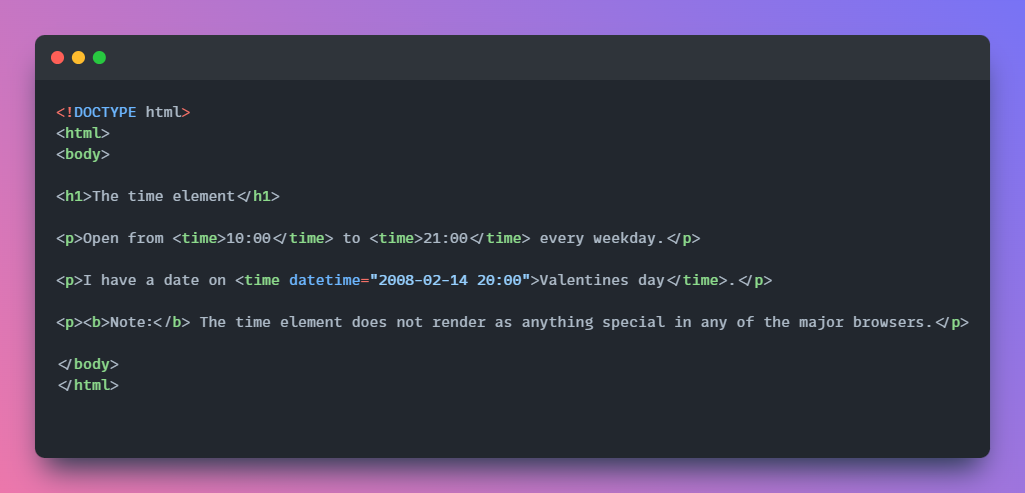 <!DOCTYPE html>
<html>
<body>
<h1>The time element</h1>
<p>Open from <time>10:00</time> to <time>21:00</time> every weekday.</p>
<p>I have a date on <time datetime="2008-02-14 20:00">Valentines day</time>.</p>
<p><b>Note:</b> The time element does not render as anything special in any of the major browsers.</p>
</body>
</html>